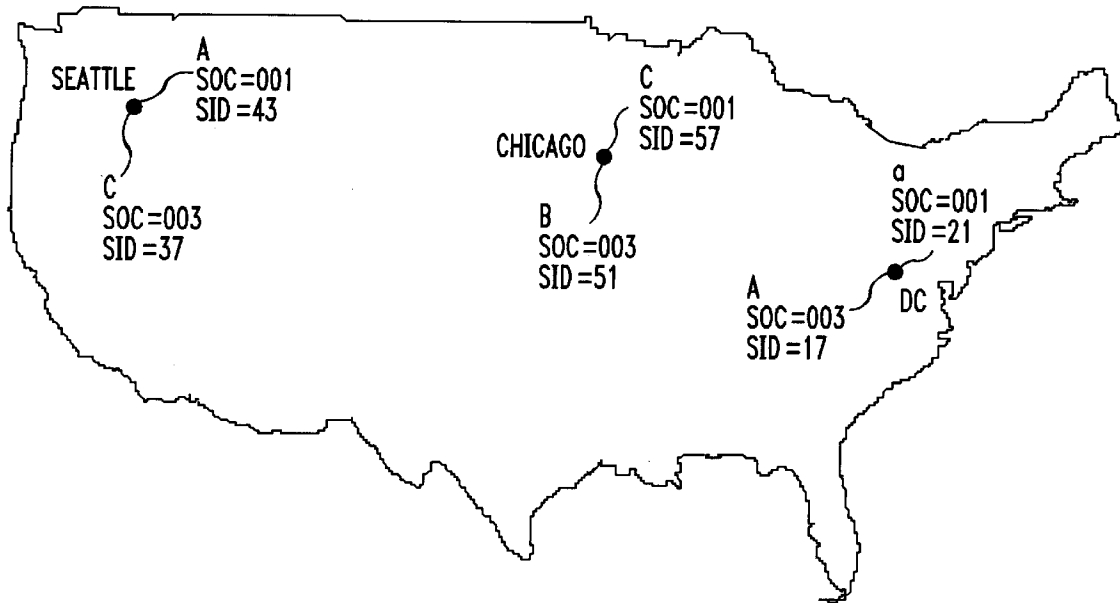 A
SEATTLE
SOC=001
SID=43
C
SOC=003
SID=37
C
SOC=001
SID=57
CHICAGO
B
SOC=003
SID=51
a
SOC=001
SID=21
DC
A
SOC=003
SID=17